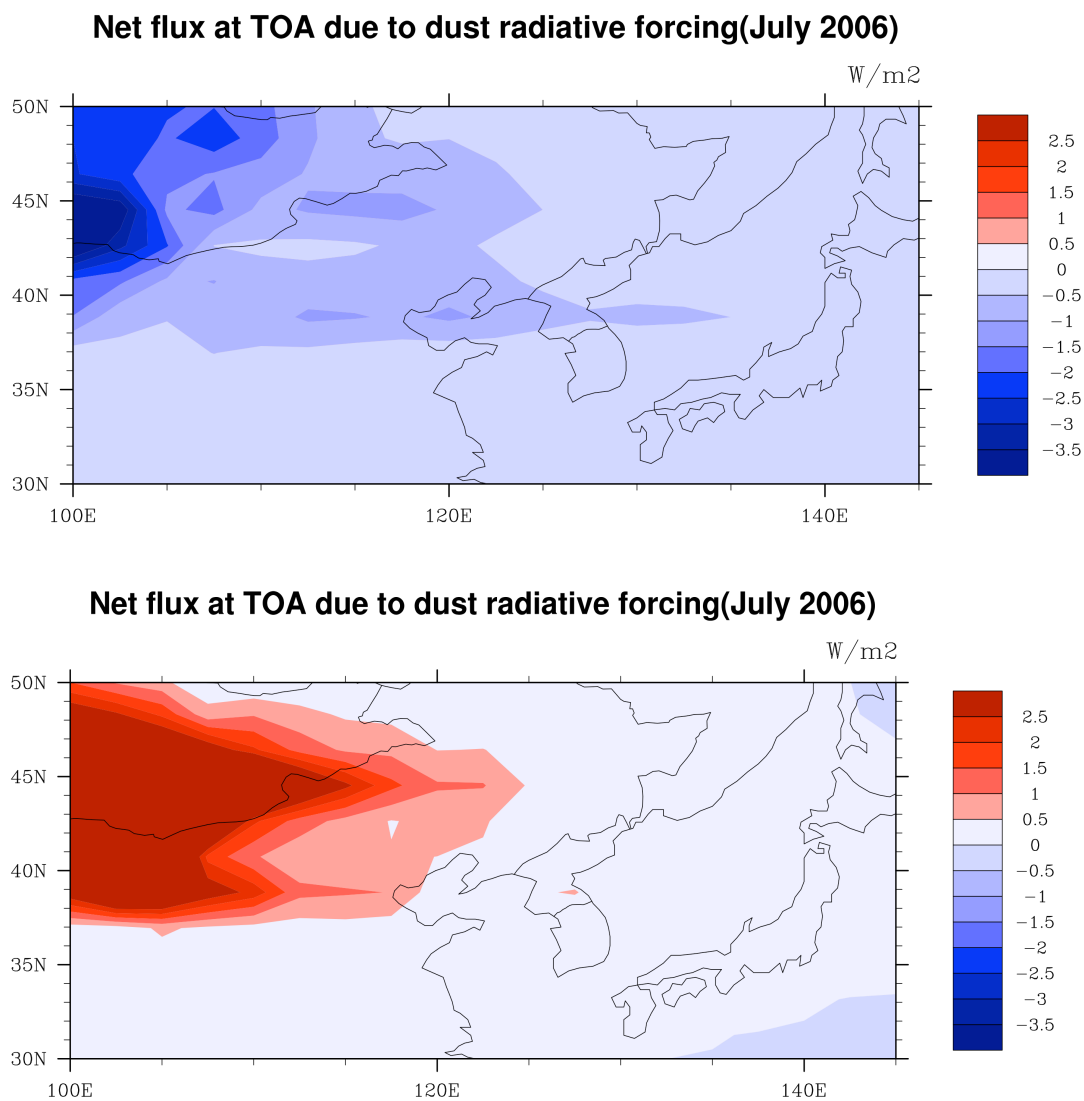 Net flux at TOA due to dust radiative forcing(July 2006)
W/m2
50N
45N
40N
35N
30N
100E 120E 140E
2.5
2
1.5
1
0.5
0
−0.5
−1
−1.5
−2
−2.5
−3
−3.5
Net flux at TOA due to dust radiative forcing(July 2006)
W/m2
50N
45N
40N
35N
30N
100E 120E 140E
2.5
2
1.5
1
0.5
0
−0.5
−1
−1.5
−2
−2.5
−3
−3.5